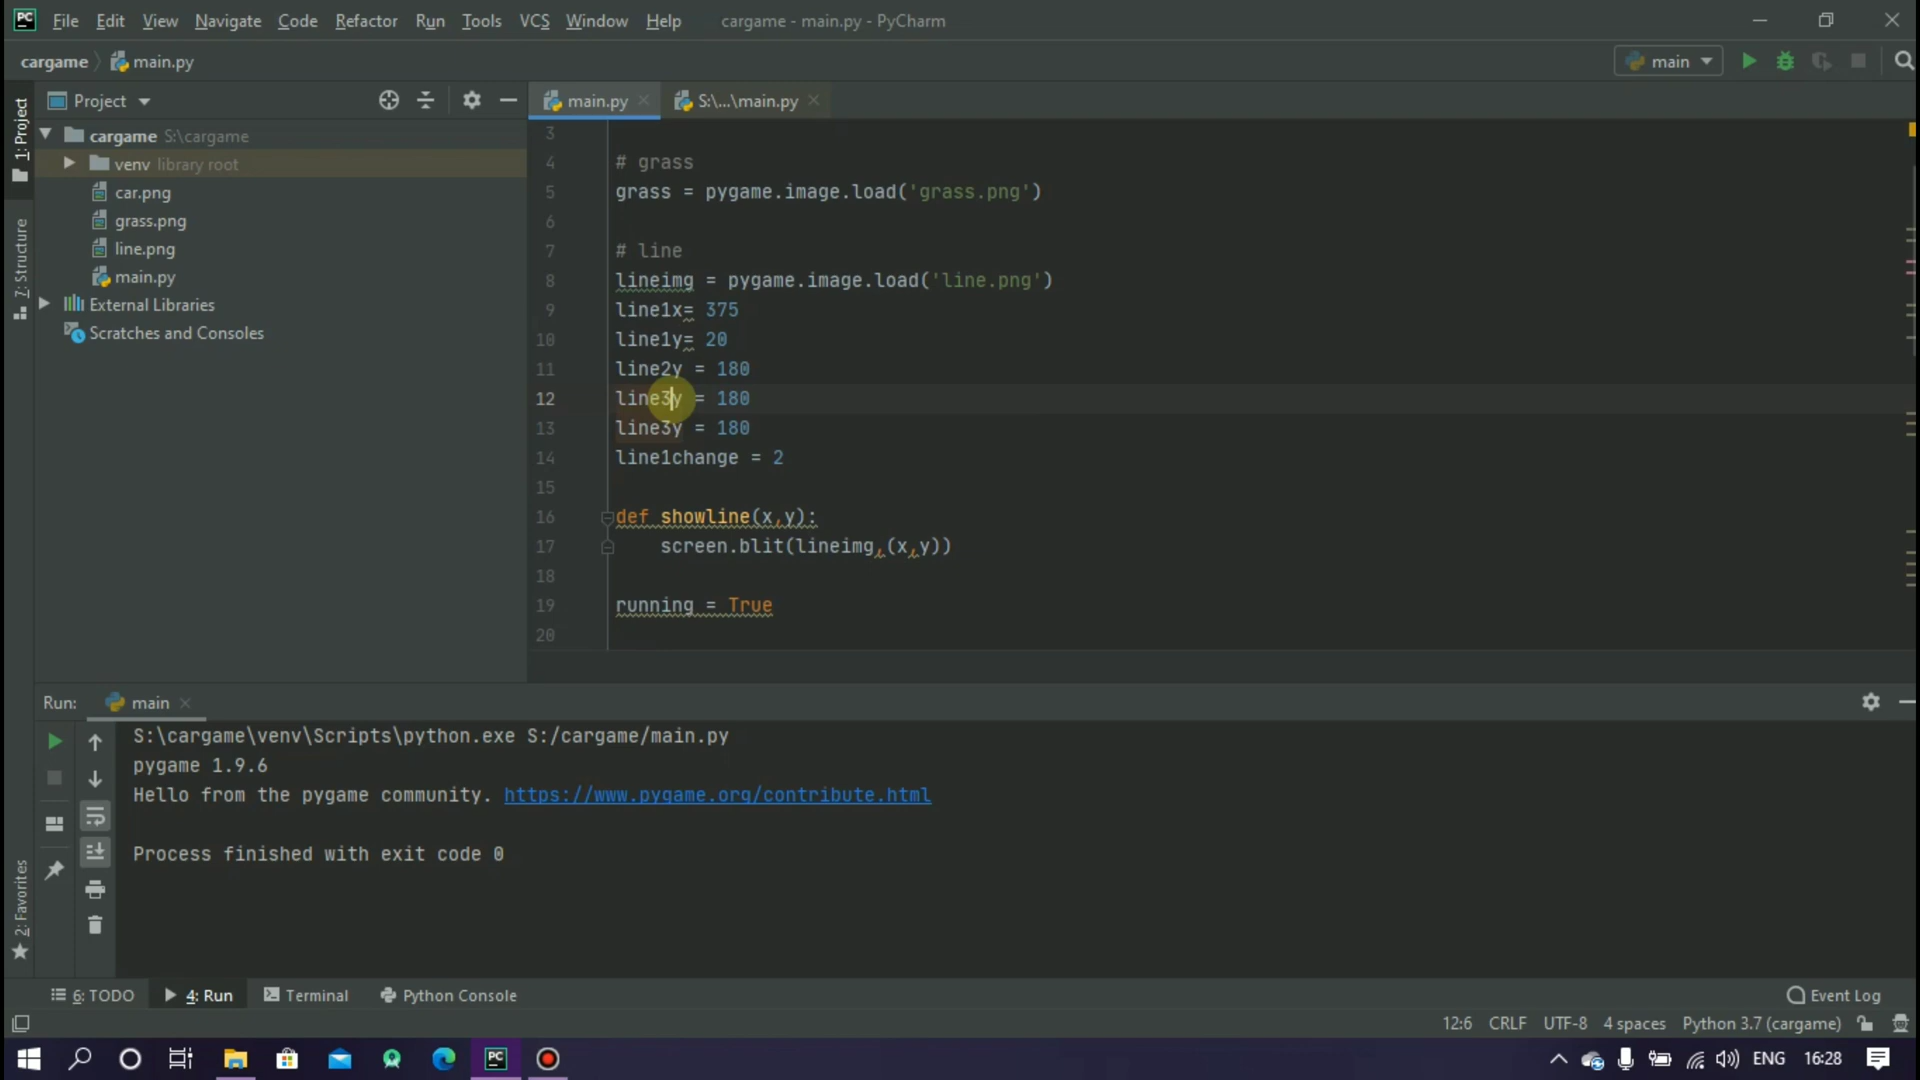 PC File Edit View Navigate Code Refactor Run Tools VCS Window Help cargame - main.py - PyCharm
cargame main.py main
1: Project
7: Structure
2: Favorites
Project
cargame S:\cargame
venv library root
car.png
grass.png
line.png
main.py
External Libraries
Scratches and Consoles
main.py S:\...\main.py
3
4 # grass
5 grass = pygame.image.load('grass.png')
6
7 # line
8 lineimg = pygame.image.load('line.png')
9 line1x= 375
10 line1y= 20
11 line2y = 180
12 line3y = 180
13 line3y = 180
14 line1change = 2
15
16 def showline(x,y):
17 screen.blit(lineimg,(x,y))
18
19 running = True
20
Run: main
S:\cargame\venv\Scripts\python.exe S:/cargame/main.py
pygame 1.9.6
Hello from the pygame community. https://www.pygame.org/contribute.html
Process finished with exit code 0
6: TODO 4: Run Terminal Python Console Event Log
12:6 CRLF UTF-8 4 spaces Python 3.7 (cargame)
PC ENG 16:28